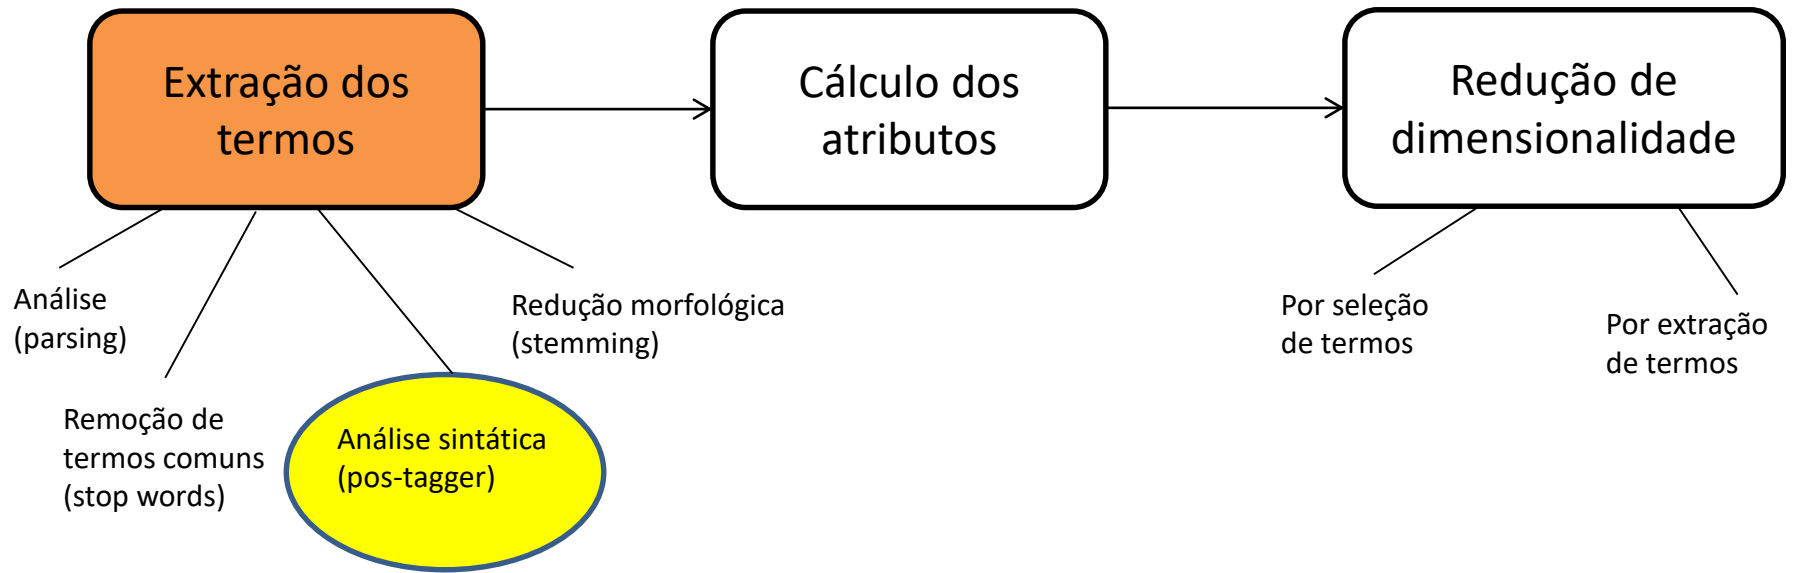 Extração dos
termos
Cálculo dos
atributos
Redução de
dimensionalidade
Análise
(parsing)
Remoção de
termos comuns
(stop words)
Análise sintática
(pos-tagger)
Redução morfológica
(stemming)
Por seleção
de termos
Por extração
de termos